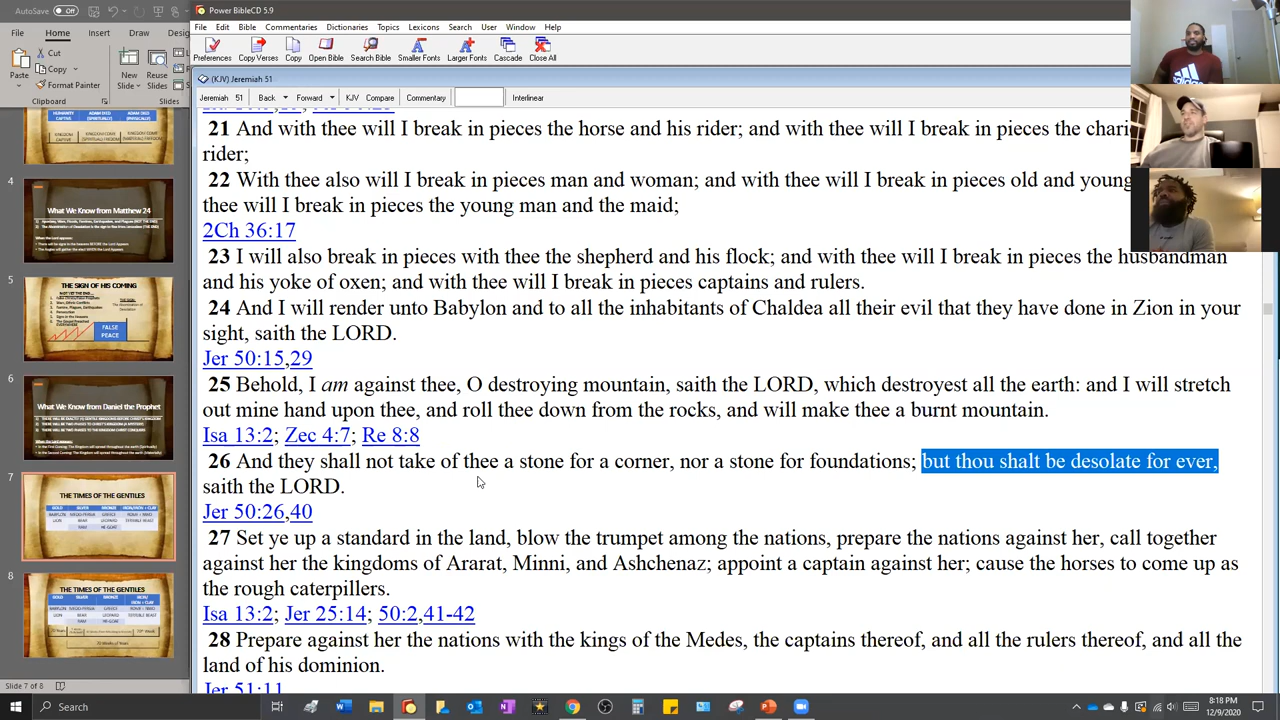 AutoSave
Off
Power BibleCD 5.9
File Edit Bible Commentaries Dictionaries Topics Lexicons Search User Window Help
File Home Insert Draw
Preferences Copy Verses Copy Open Bible Search Bible Smaller Fonts Larger Fonts Cascade Close All
Paste
Cut
Copy
Format Painter
New Slide
Reuse Slides
Clipboard
Slides
(KJV) Jeremiah 51
Jeremiah 51 Back Forward KJV Compare Commentary Interlinear
21 And with thee will I break in pieces the horse and his rider; and with thee will I break in pieces the
rider;
22 With thee also will I break in pieces man and woman; and with thee will I break in pieces old and young
thee will I break in pieces the young man and the maid;
2Ch 36:17
23 I will also break in pieces with thee the shepherd and his flock; and with thee will I break in pieces the husbandman
and his yoke of oxen; and with thee will I break in pieces captains and rulers.
24 And I will render unto Babylon and to all the inhabitants of Chaldea all their evil that they have done in Zion in your
sight, saith the LORD.
Jer 50:15,29
25 Behold, I am against thee, O destroying mountain, saith the LORD, which destroyest all the earth: and I will stretch
out mine hand upon thee, and roll thee down from the rocks, and will make thee a burnt mountain.
Isa 13:2; Zec 4:7; Re 8:8
26 And they shall not take of thee a stone for a corner, nor a stone for foundations; but thou shalt be desolate for ever,
saith the LORD.
Jer 50:26,40
27 Set ye up a standard in the land, blow the trumpet among the nations, prepare the nations against her, call together
against her the kingdoms of Ararat, Minni, and Ashchenaz; appoint a captain against her; cause the horses to come up as
the rough caterpillers.
Isa 13:2; Jer 25:14; 50:2,41-42
28 Prepare against her the nations with the kings of the Medes, the captains thereof, and all the rulers thereof, and all the
land of his dominion.
Jer 51:11
4
What We Know from Matthew 24
5
THE SIGN OF HIS COMING
FALSE
PEACE
6
What We Know from Daniel the Prophet
7
THE TIMES OF THE GENTILES
GOLD SILVER BRONZE
8
THE TIMES OF THE GENTILES
GOLD SILVER BRONZE
Slide 7 of 8
Search
8:18 PM
12/9/2020
adidas